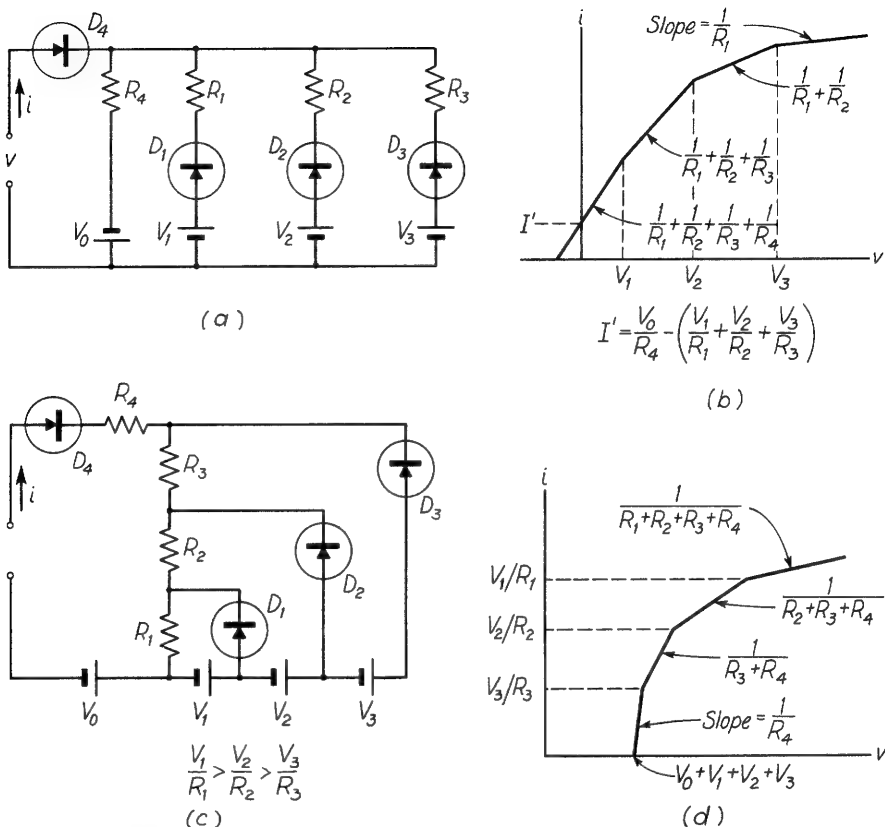 D₄
R₄
R₁
R₂
R₃
i
v
D₁
D₂
D₃
V₀
V₁
V₂
V₃
(a)
i
Slope = 1/R₁
1/R₁ + 1/R₂
1/R₁ + 1/R₂ + 1/R₃
1/R₁ + 1/R₂ + 1/R₃ + 1/R₄
I'
V₁
V₂
V₃
v
I' = V₀/R₄ - (V₁/R₁ + V₂/R₂ + V₃/R₃)
(b)
R₄
D₄
i
R₃
D₃
R₂
D₂
R₁
D₁
V₀
V₁
V₂
V₃
V₁/R₁ > V₂/R₂ > V₃/R₃
(c)
i
1/(R₁+R₂+R₃+R₄)
V₁/R₁
1/(R₂+R₃+R₄)
V₂/R₂
1/(R₃+R₄)
V₃/R₃
Slope = 1/R₄
v
V₀+V₁+V₂+V₃
(d)